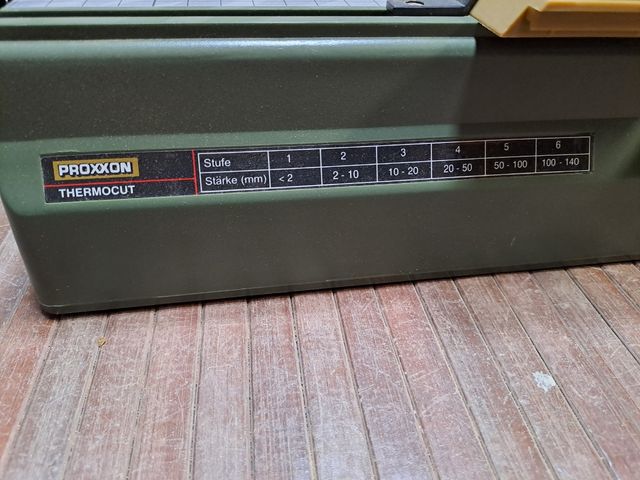 PROXXON
THERMOCUT
Stufe 1 2 3 4 5 6
Stärke (mm) < 2 2 - 10 10 - 20 20 - 50 50 - 100 100 - 140